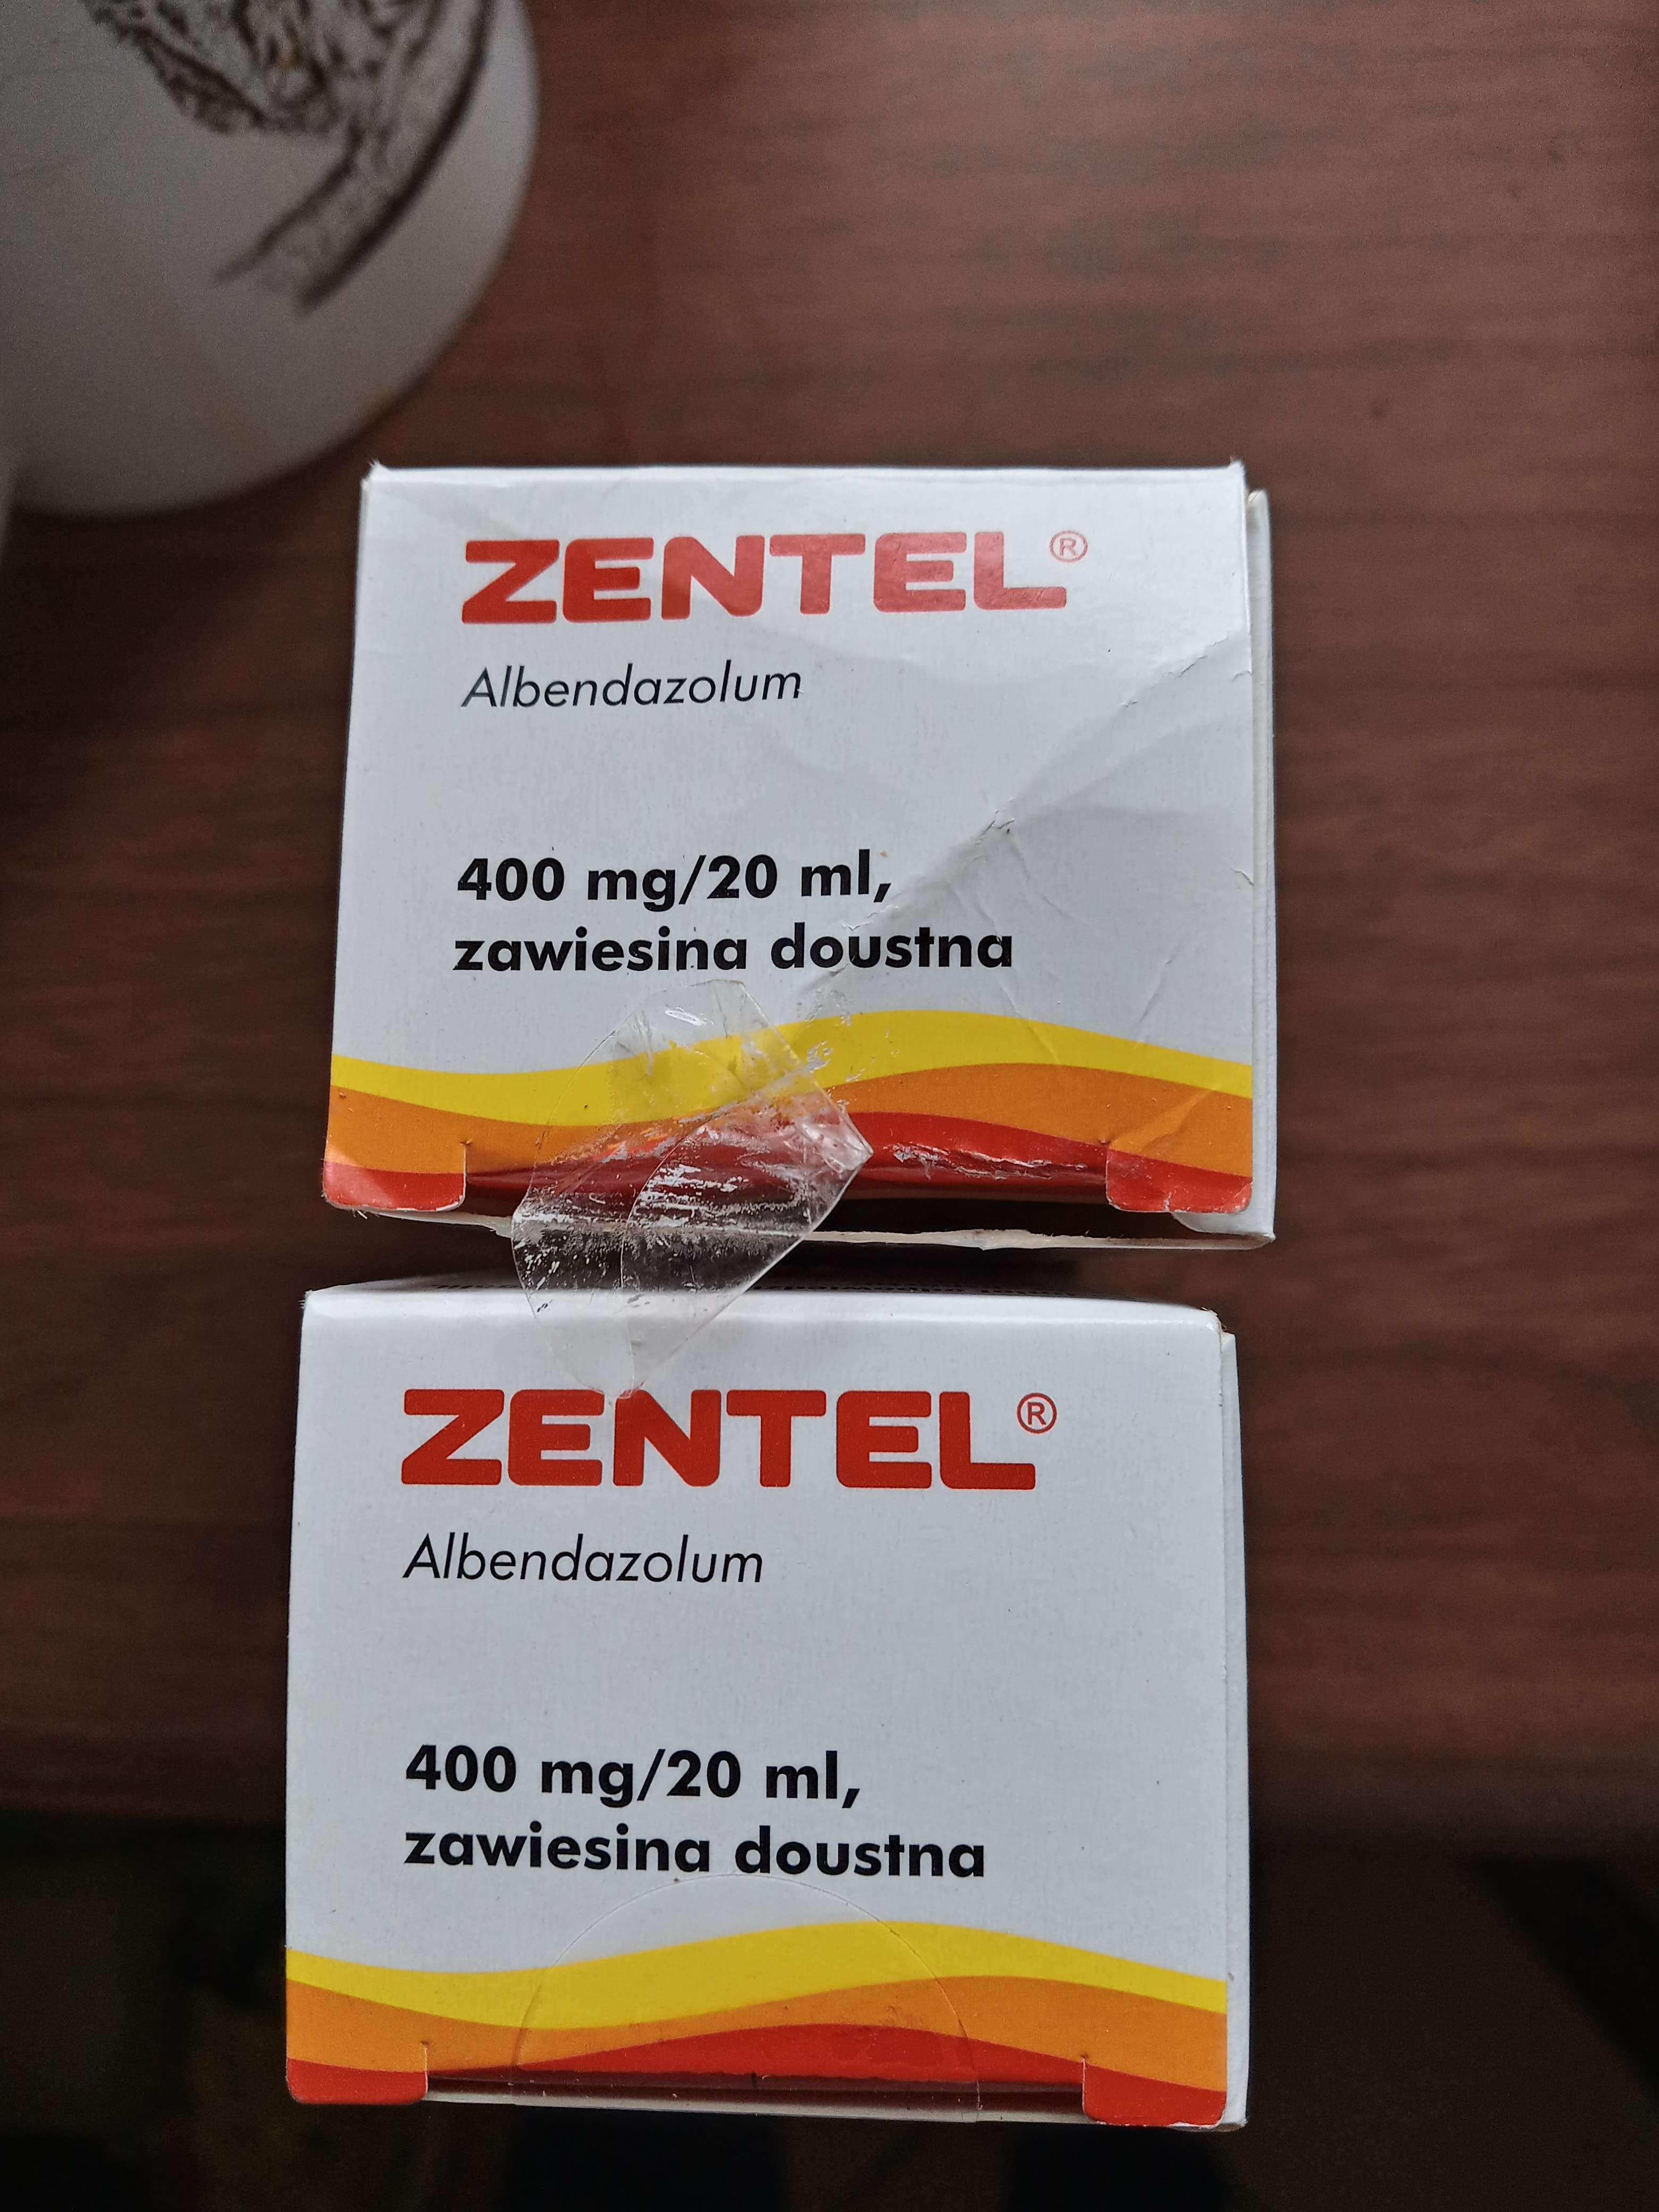 ZENTEL®
Albendazolum
400 mg/20 ml,
zawiesina doustna
ZENTEL®
Albendazolum
400 mg/20 ml,
zawiesina doustna